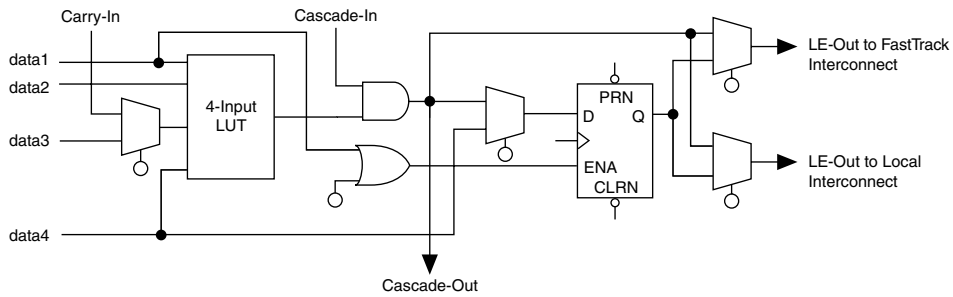 Carry-In
Cascade-In
data1
data2
data3
data4
4-Input
LUT
PRN
D
Q
ENA
CLRN
LE-Out to FastTrack
Interconnect
LE-Out to Local
Interconnect
Cascade-Out